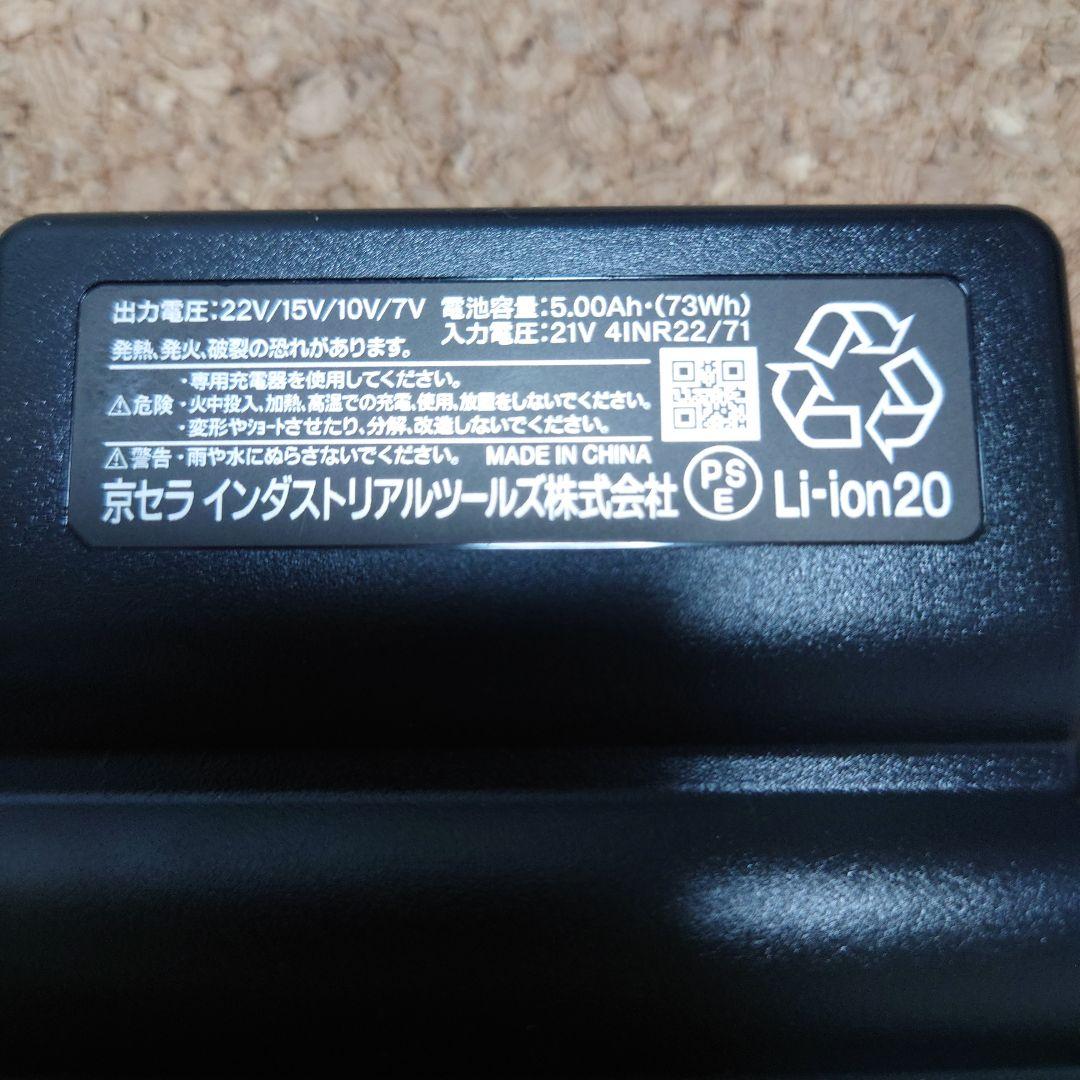 出力電圧:22V/15V/10V/7V 電池容量:5.00Ah・(73Wh)
入力電圧:21V 4INR22/71
発熱、発火、破裂の恐れがあります。
・専用充電器を使用してください。
⚠危険・火中投入、加熱、高温での充電、使用、放置をしないでください。
・変形やｼｮｰﾄさせたり、分解、改造しないでください。
⚠警告・雨や水にぬらさないでください。 MADE IN CHINA
京セラ インダストリアルツールズ株式会社 PSE Li-ion20